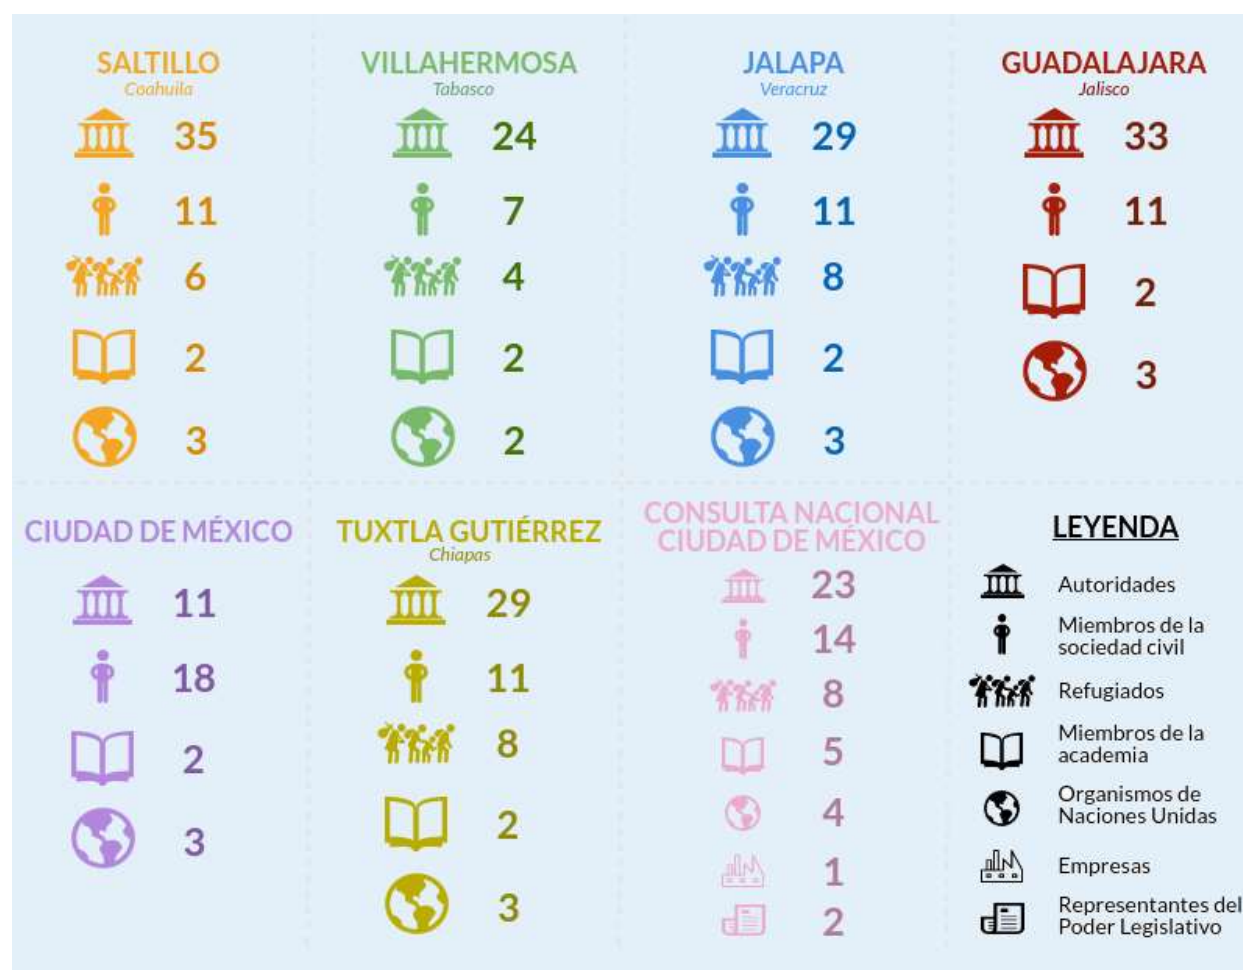 SALTILLO
Coahuila
35
11
6
2
3
VILLAHERMOSA
Tabasco
24
7
4
2
2
JALAPA
Veracruz
29
11
8
2
3
GUADALAJARA
Jalisco
33
11
2
3
CIUDAD DE MÉXICO
11
18
2
3
TUXTLA GUTIÉRREZ
Chiapas
29
11
8
2
3
CONSULTA NACIONAL
CIUDAD DE MÉXICO
23
14
8
5
4
1
2
LEYENDA
Autoridades
Miembros de la
sociedad civil
Refugiados
Miembros de la
academia
Organismos de
Naciones Unidas
Empresas
Representantes del
Poder Legislativo